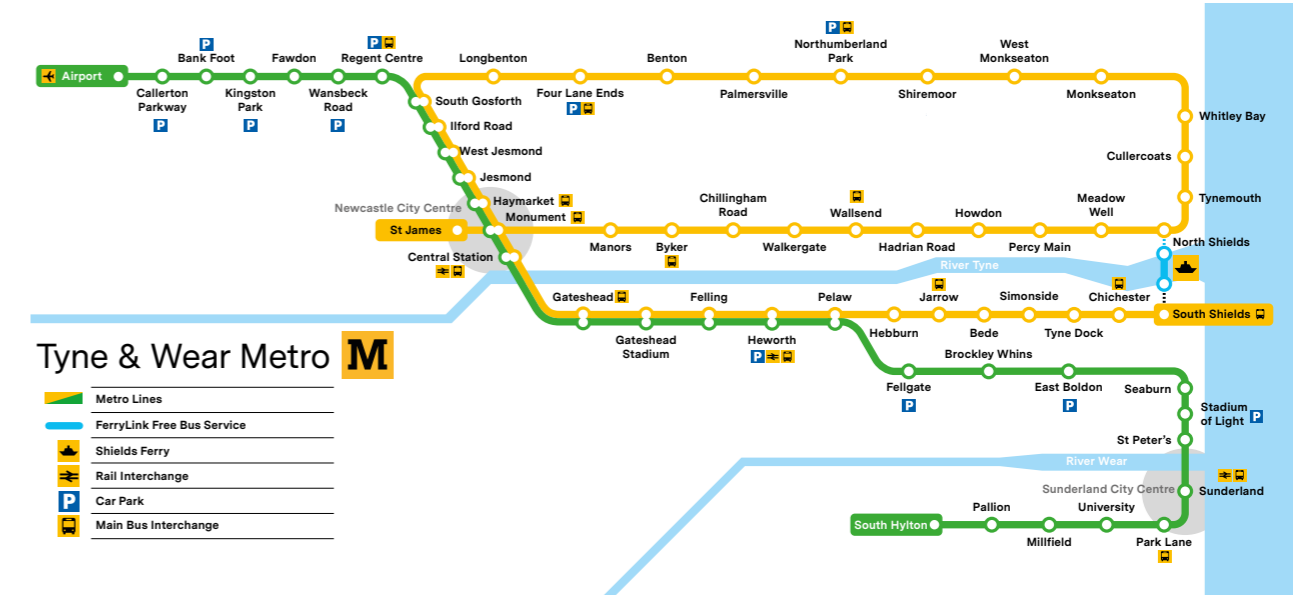 Airport
Callerton
Parkway
P
P
Bank Foot
Kingston
Park
P
Fawdon
Wansbeck
Road
P
P
Regent Centre
South Gosforth
Ilford Road
West Jesmond
Jesmond
Newcastle City Centre
Haymarket
Monument
St James
Central Station
Longbenton
Four Lane Ends
P
Benton
Palmersville
P
Northumberland
Park
Shiremoor
West
Monkseaton
Monkseaton
Whitley Bay
Cullercoats
Tynemouth
Manors
Byker
Chillingham
Road
Walkergate
Wallsend
Hadrian Road
Howdon
Percy Main
Meadow
Well
North Shields
River Tyne
Gateshead
Gateshead
Stadium
Felling
Heworth
P
Pelaw
Hebburn
Jarrow
Bede
Simonside
Tyne Dock
Chichester
South Shields
Fellgate
P
Brockley Whins
East Boldon
P
Seaburn
Stadium
of Light P
St Peter's
River Wear
Sunderland City Centre
Sunderland
South Hylton
Pallion
Millfield
University
Park Lane
Tyne & Wear Metro M
Metro Lines
FerryLink Free Bus Service
Shields Ferry
Rail Interchange
P Car Park
Main Bus Interchange